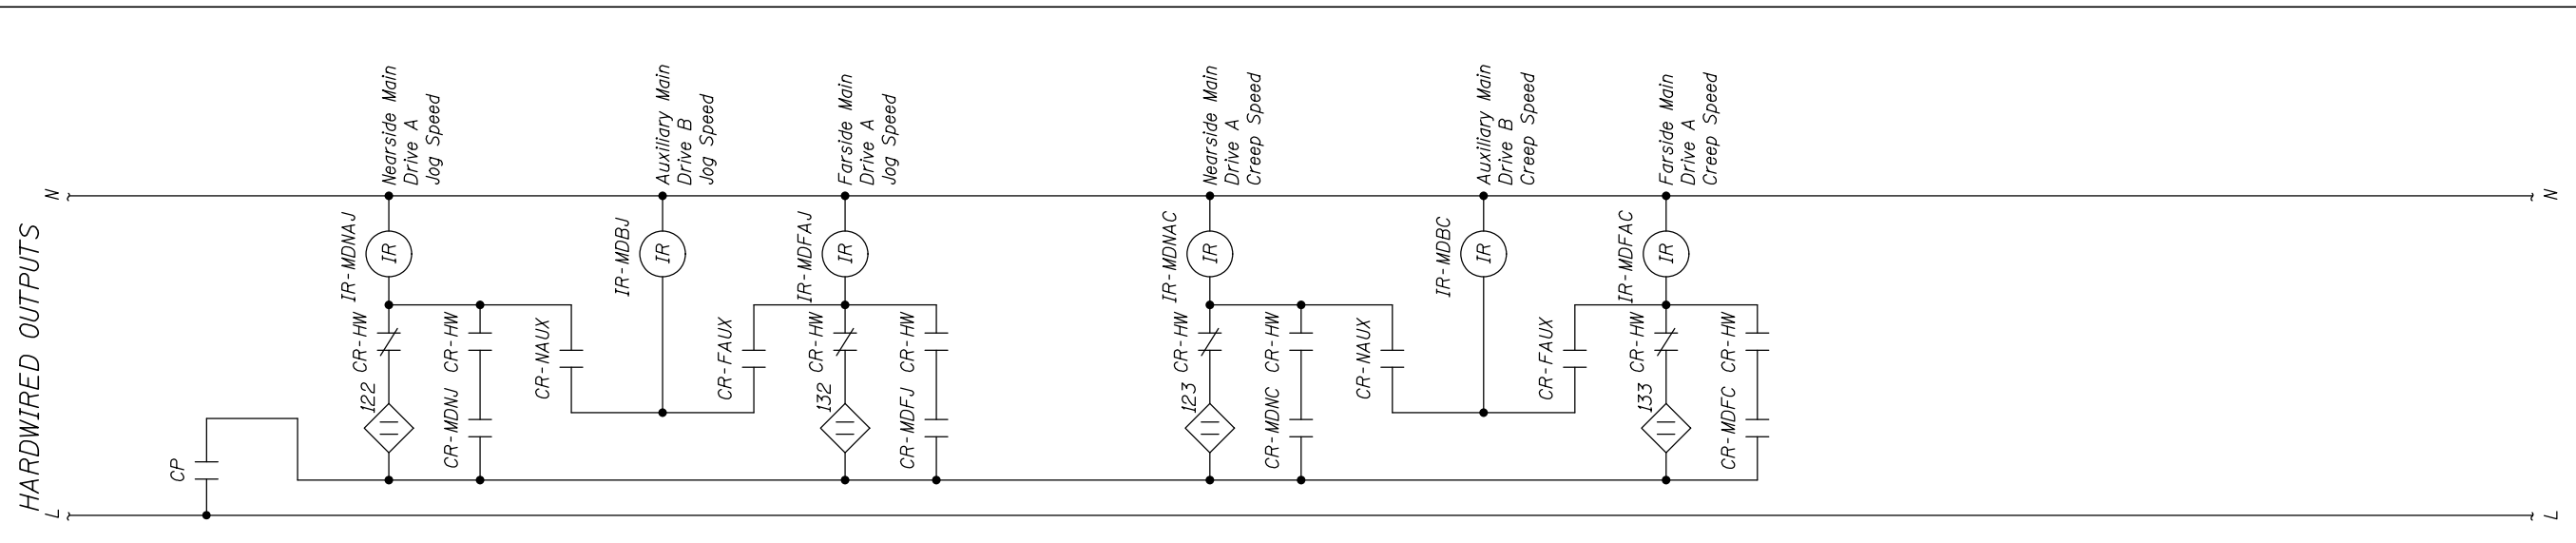 HARDWIRED OUTPUTS
L
N
CP
122
CR-HW
IR-MDNAJ
IR
Nearside Main
Drive A
Jog Speed
CR-MDNJ
CR-HW
CR-NAUX
IR-MDBJ
IR
Auxiliary Main
Drive B
Jog Speed
CR-FAUX
132
CR-HW
IR-MDFAJ
IR
Farside Main
Drive A
Jog Speed
CR-MDFJ
CR-HW
123
CR-HW
IR-MDNAC
IR
Nearside Main
Drive A
Creep Speed
CR-MDNC
CR-HW
CR-NAUX
IR-MDBC
IR
Auxiliary Main
Drive B
Creep Speed
CR-FAUX
133
CR-HW
IR-MDFAC
IR
Farside Main
Drive A
Creep Speed
CR-MDFC
CR-HW
L
N